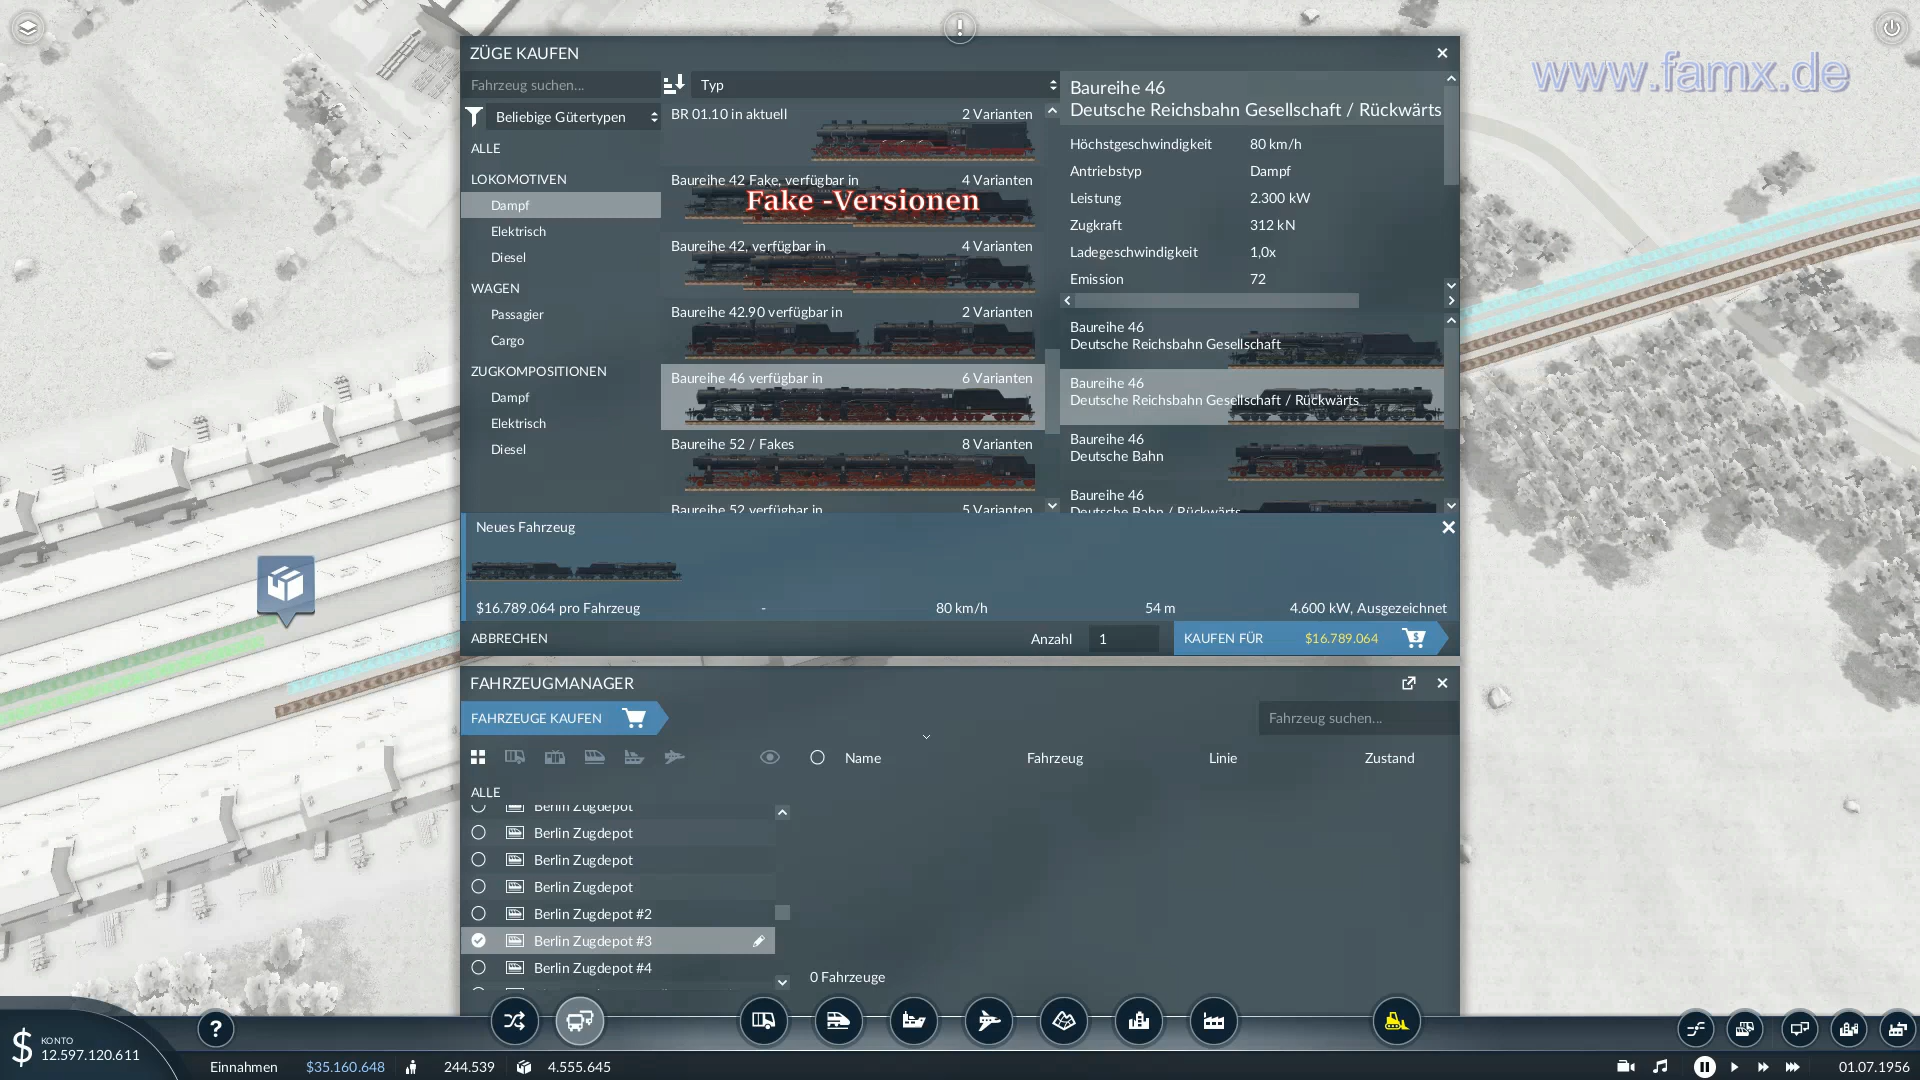 www.famx.de
ZÜGE KAUFEN
Fahrzeug suchen...
Typ
Beliebige Gütertypen
ALLE
LOKOMOTIVEN
Dampf
Elektrisch
Diesel
WAGEN
Passagier
Cargo
ZUGKOMPOSITIONEN
Dampf
Elektrisch
Diesel
BR 01.10 in aktuell 2 Varianten
Baureihe 42 Fake, verfügbar in 4 Varianten
Fake -Versionen
Baureihe 42, verfügbar in 4 Varianten
Baureihe 42.90 verfügbar in 2 Varianten
Baureihe 46 verfügbar in 6 Varianten
Baureihe 52 / Fakes 8 Varianten
Baureihe 52 verfügbar in 5 Varianten
Baureihe 46
Deutsche Reichsbahn Gesellschaft / Rückwärts
Höchstgeschwindigkeit 80 km/h
Antriebstyp Dampf
Leistung 2.300 kW
Zugkraft 312 kN
Ladegeschwindigkeit 1,0x
Emission 72
Baureihe 46
Deutsche Reichsbahn Gesellschaft
Baureihe 46
Deutsche Reichsbahn Gesellschaft / Rückwärts
Baureihe 46
Deutsche Bahn
Baureihe 46
Deutsche Bahn / Rückwärts
Neues Fahrzeug
$16.789.064 pro Fahrzeug - 80 km/h 54 m 4.600 kW, Ausgezeichnet
ABBRECHEN Anzahl 1 KAUFEN FÜR $16.789.064
FAHRZEUGMANAGER
FAHRZEUGE KAUFEN
Fahrzeug suchen...
Name Fahrzeug Linie Zustand
ALLE
Berlin Zugdepot
Berlin Zugdepot
Berlin Zugdepot
Berlin Zugdepot
Berlin Zugdepot #2
Berlin Zugdepot #3
Berlin Zugdepot #4
0 Fahrzeuge
?
$ KONTO
12.597.120.611
Einnahmen $35.160.648 244.539 4.555.645
01.07.1956